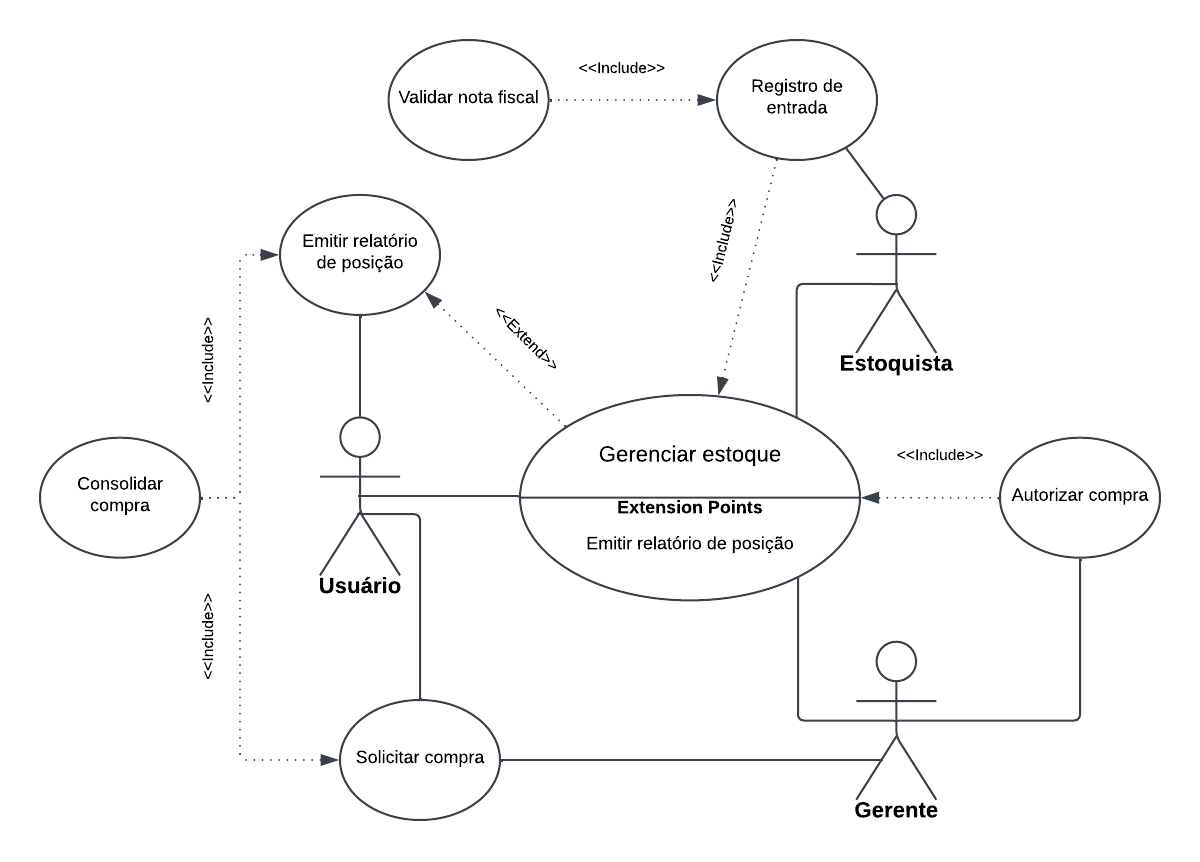 <<Include>>
Validar nota fiscal
Registro de
entrada
<<Include>>
Emitir relatório
de posição
<<Extend>>
<<Include>>
Estoquista
Gerenciar estoque
<<Include>>
Consolidar
compra
Extension Points
Autorizar compra
Emitir relatório de posição
Usuário
<<Include>>
Solicitar compra
Gerente